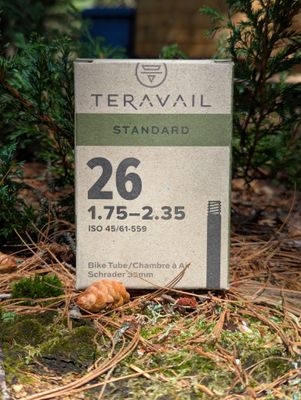 TERAVAIL
STANDARD
26
1.75–2.35
ISO 45/61-559
Bike Tube/Chambre à Air
Schrader 35mm